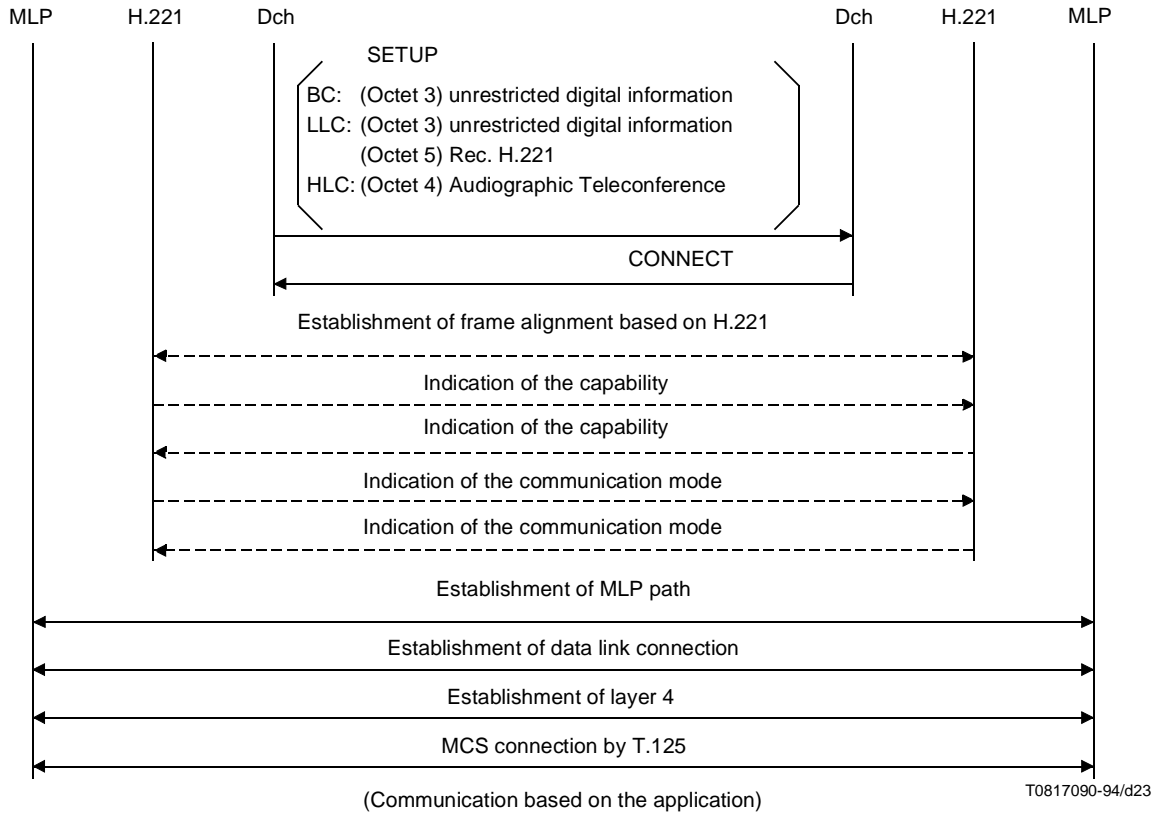 MLP H.221 Dch Dch H.221 MLP
SETUP
BC: (Octet 3) unrestricted digital information
LLC: (Octet 3) unrestricted digital information
(Octet 5) Rec. H.221
HLC: (Octet 4) Audiographic Teleconference
CONNECT
Establishment of frame alignment based on H.221
Indication of the capability
Indication of the capability
Indication of the communication mode
Indication of the communication mode
Establishment of MLP path
Establishment of data link connection
Establishment of layer 4
MCS connection by T.125
(Communication based on the application)
T0817090-94/d23